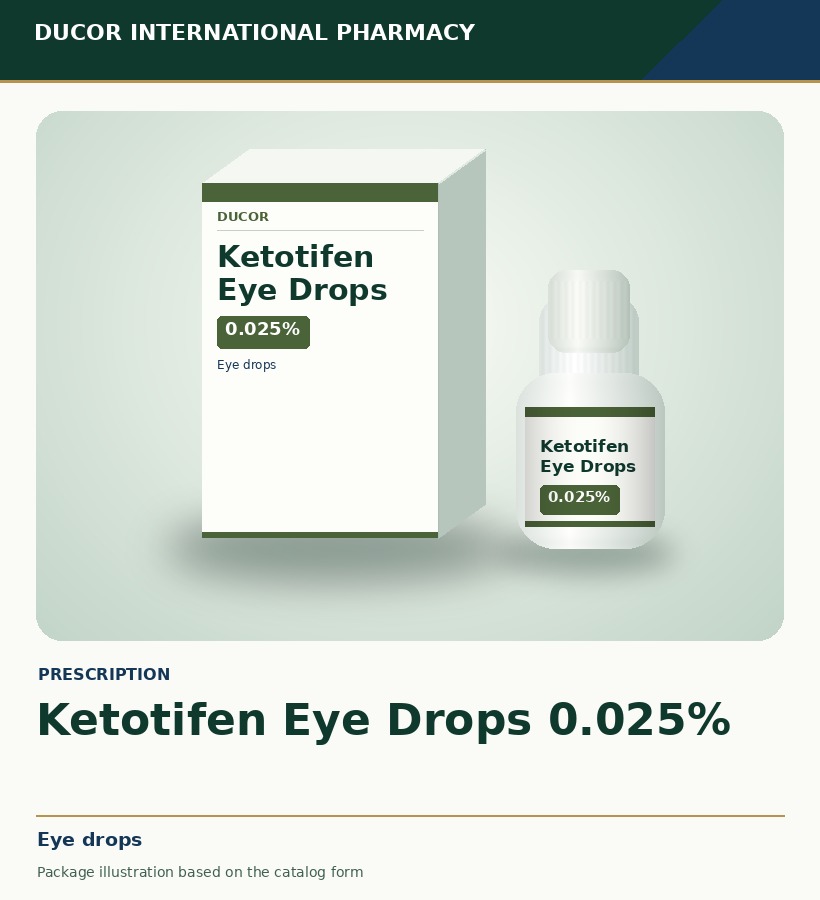 DUCOR INTERNATIONAL PHARMACY
DUCOR
Ketotifen
Eye Drops
0.025%
Eye drops
Ketotifen
Eye Drops
0.025%
PRESCRIPTION
Ketotifen Eye Drops 0.025%
Eye drops
Package illustration based on the catalog form